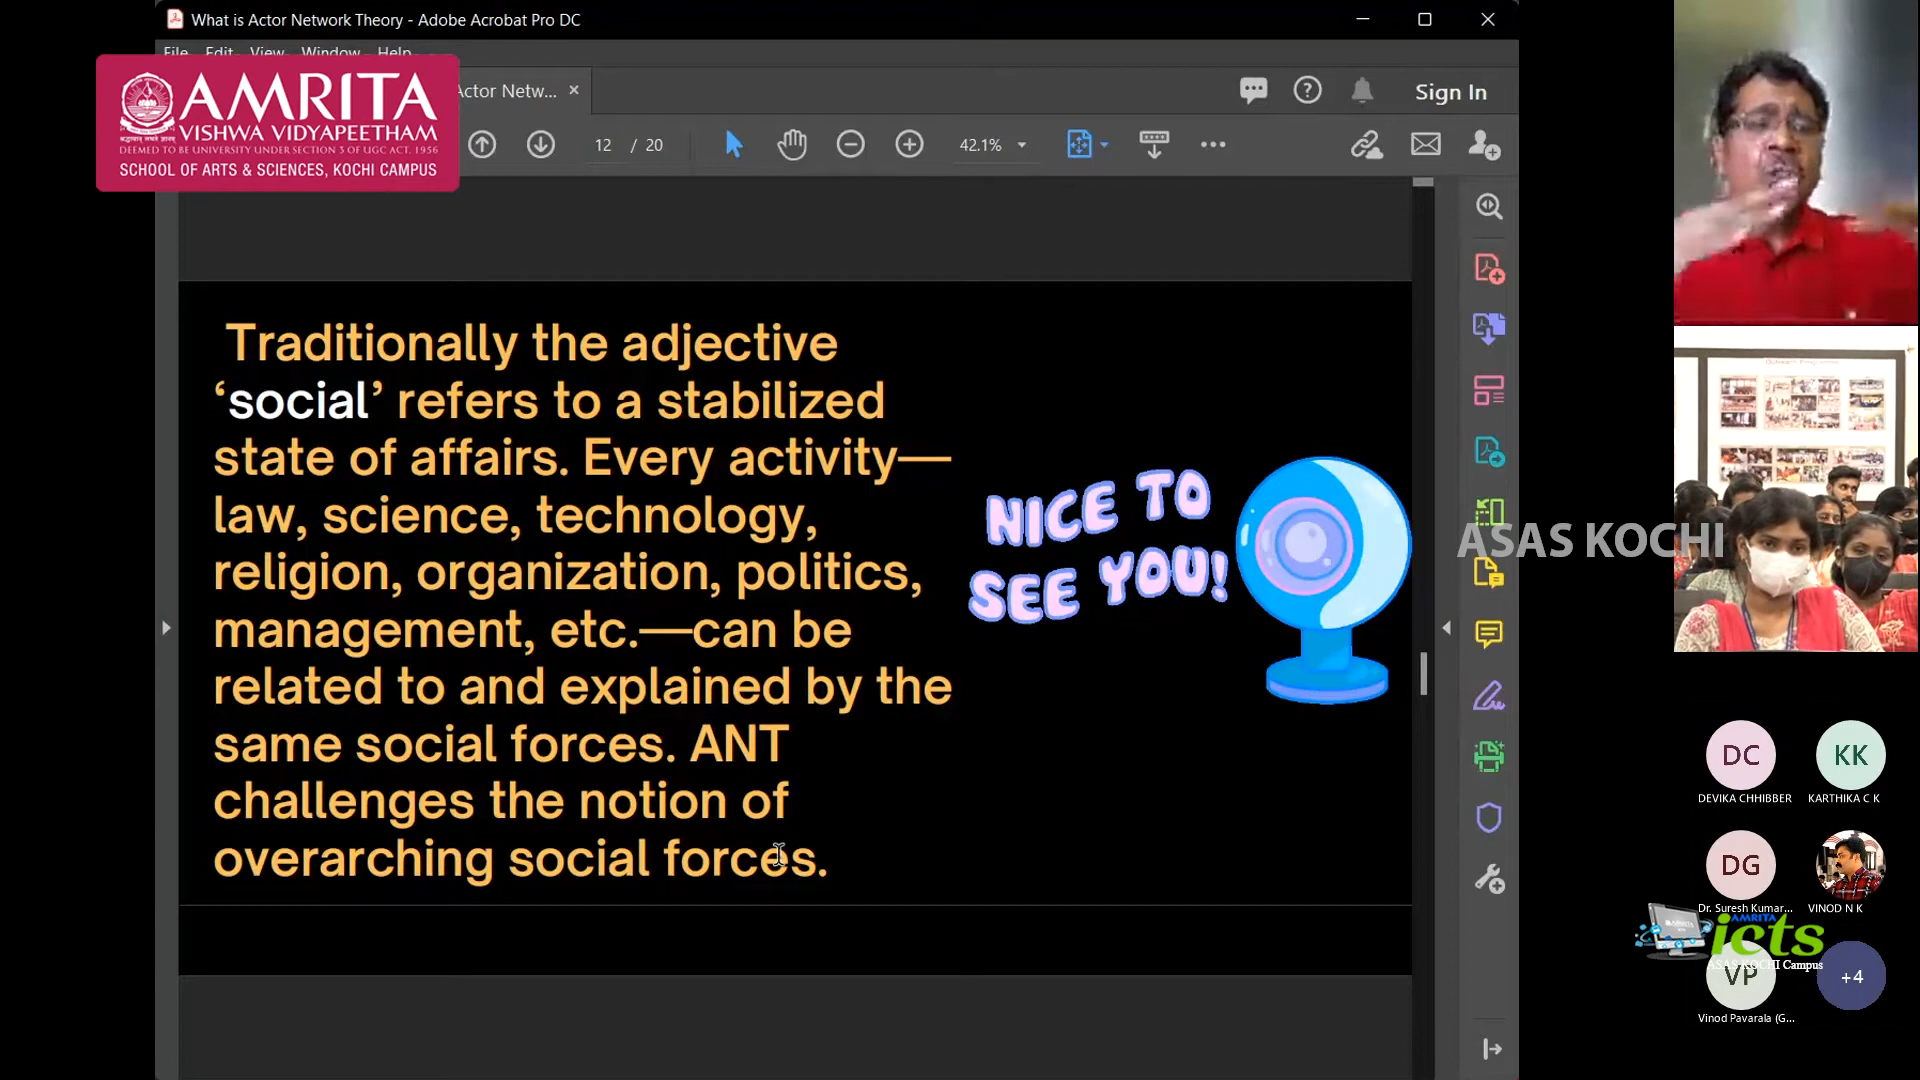 What is Actor Network Theory - Adobe Acrobat Pro DC
File Edit View Window Help
AMRITA
VISHWA VIDYAPEETHAM
DEEMED TO BE UNIVERSITY UNDER SECTION 3 OF UGC ACT, 1956
SCHOOL OF ARTS & SCIENCES, KOCHI CAMPUS
Actor Netw...
Sign In
12 / 20
42.1%
Traditionally the adjective
‘social’ refers to a stabilized
state of affairs. Every activity—
law, science, technology,
religion, organization, politics,
management, etc.—can be
related to and explained by the
same social forces. ANT
challenges the notion of
overarching social forces.
NICE TO
SEE YOU!
ASAS KOCHI
DC
DEVIKA CHHIBBER
KK
KARTHIKA C K
DG
Dr. Suresh Kumar...
VINOD N K
AMRITA
icts
ASAS KOCHI Campus
VP
Vinod Pavarala (G...
+4